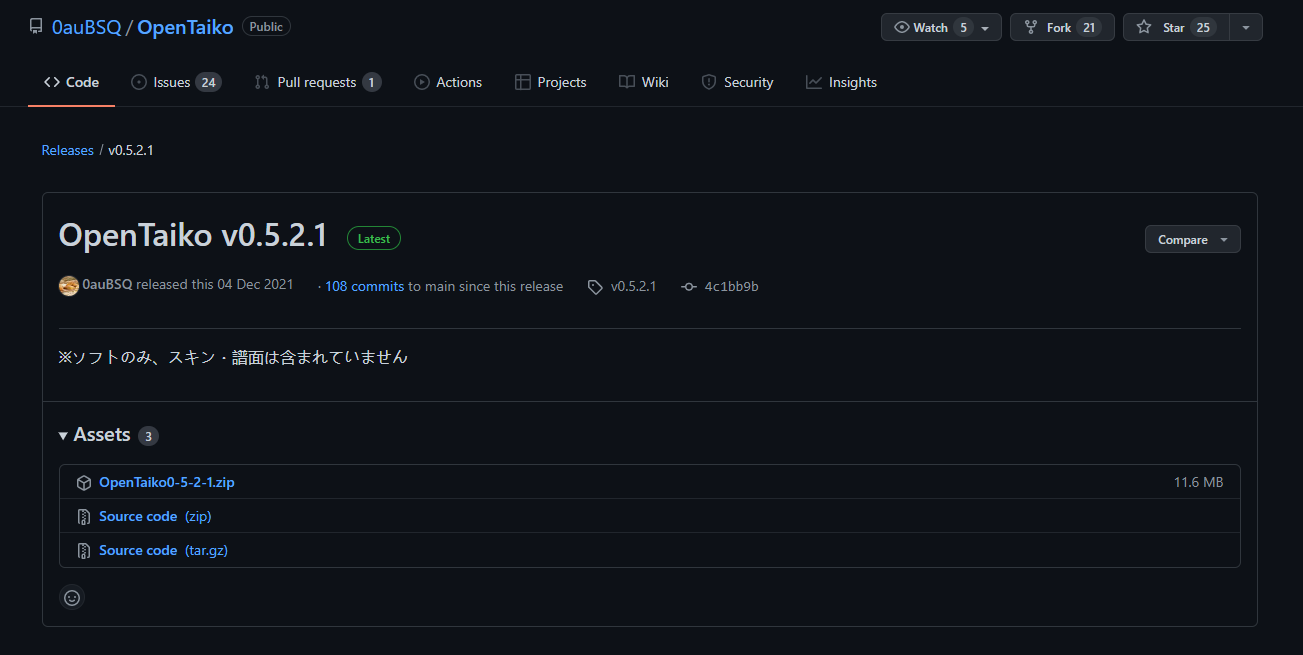 0auBSQ / OpenTaiko Public
Watch 5 Fork 21 Star 25
Code Issues 24 Pull requests 1 Actions Projects Wiki Security Insights
Releases / v0.5.2.1
OpenTaiko v0.5.2.1 Latest
Compare
0auBSQ released this 04 Dec 2021 · 108 commits to main since this release v0.5.2.1 4c1bb9b
※ソフトのみ、スキン・譜面は含まれていません
Assets 3
OpenTaiko0-5-2-1.zip 11.6 MB
Source code (zip)
Source code (tar.gz)